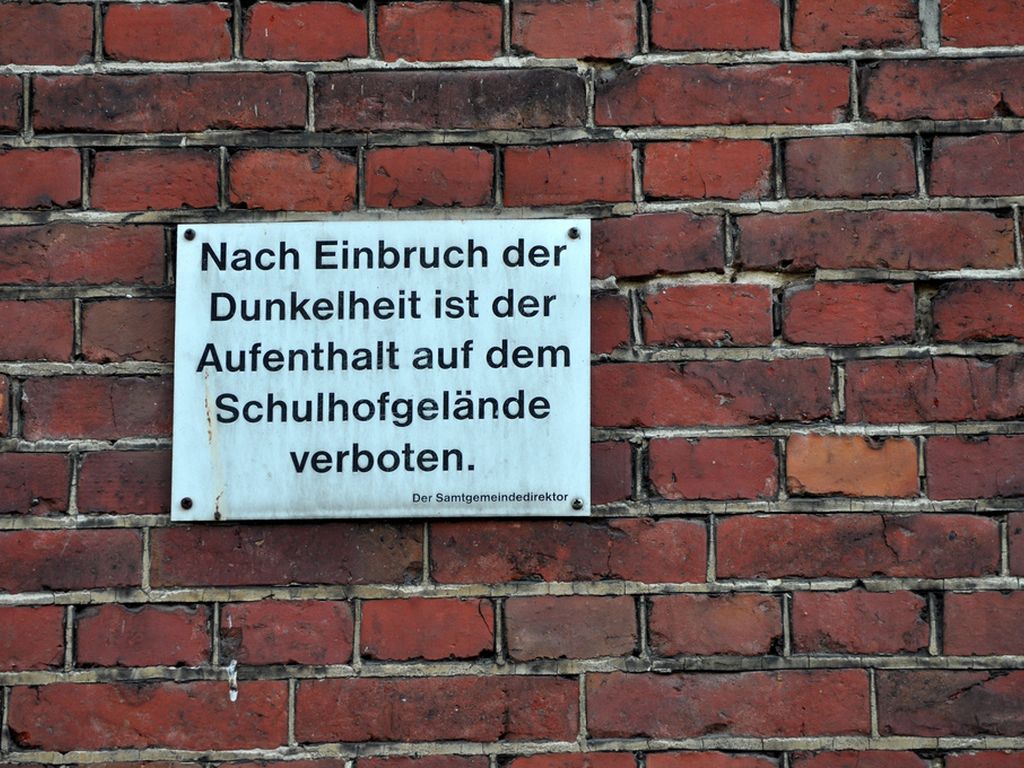 Nach Einbruch der
Dunkelheit ist der
Aufenthalt auf dem
Schulhofgelände
verboten.
Der Samtgemeindedirektor